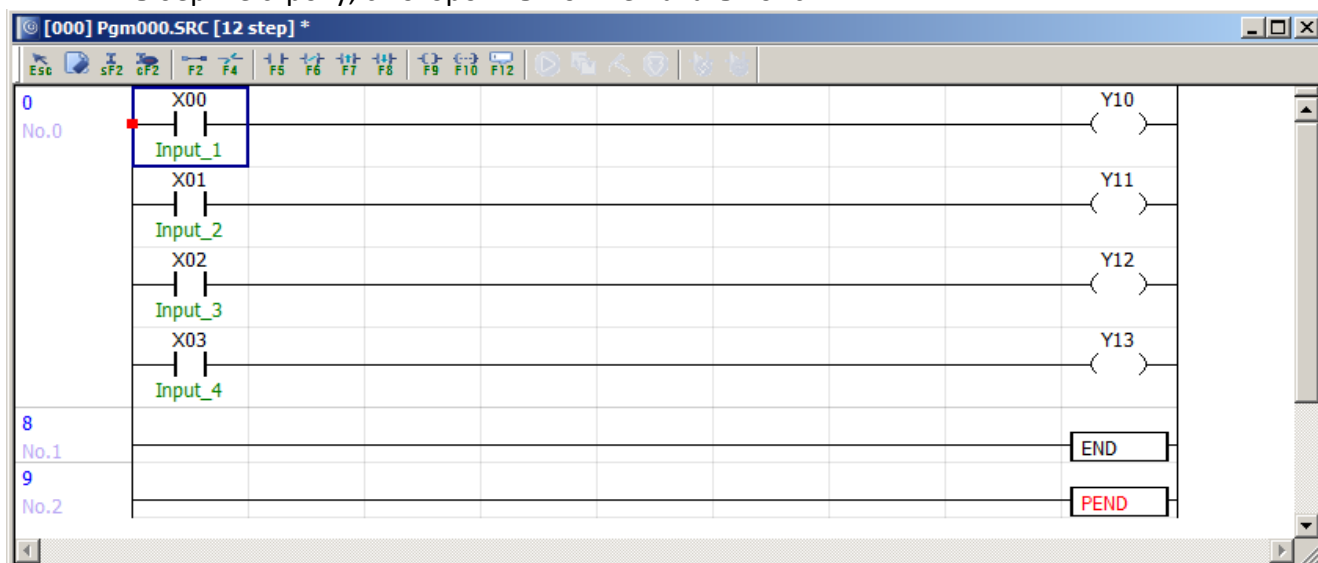 [000] Pgm000.SRC [12 step] *
Esc sF2 cF2 F2 F4 F5 F6 F7 F8 F9 F10 F12
0 X00 Y10
No.0
Input_1
X01 Y11
Input_2
X02 Y12
Input_3
X03 Y13
Input_4
8
No.1 END
9
No.2 PEND